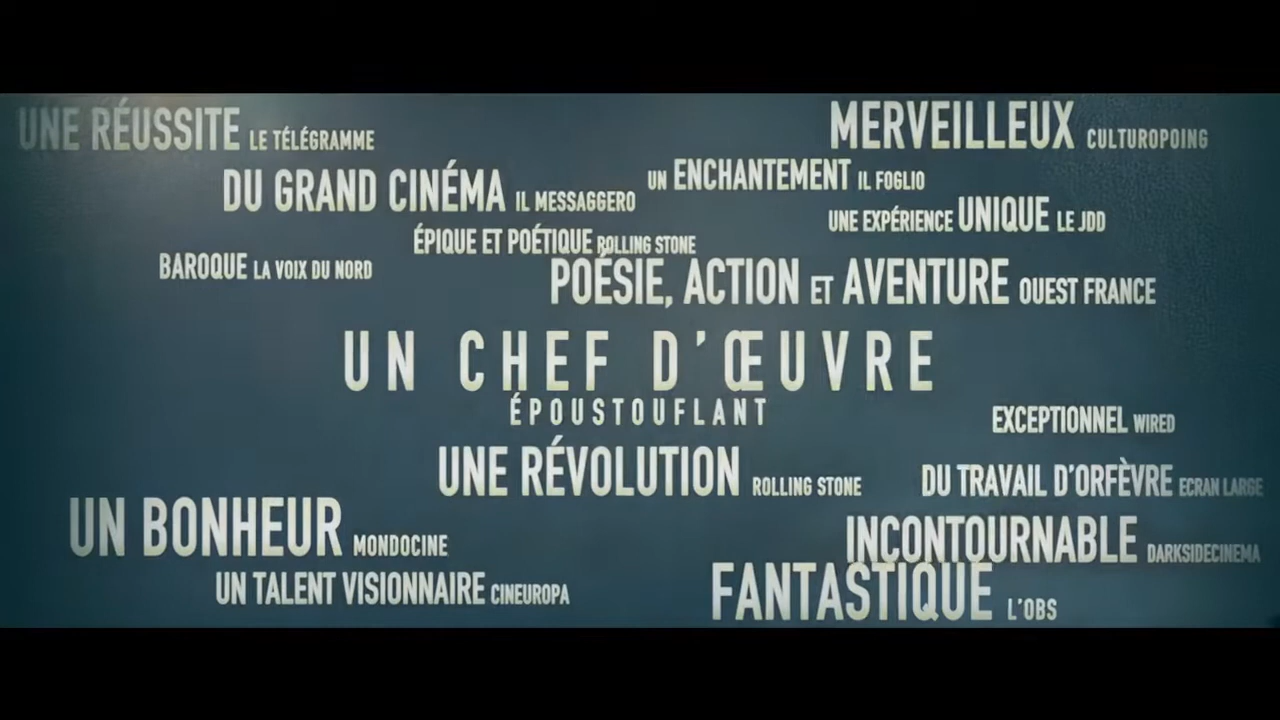 UNE RÉUSSITE LE TÉLÉGRAMME
MERVEILLEUX CULTUROPOING
DU GRAND CINÉMA IL MESSAGGERO
UN ENCHANTEMENT IL FOGLIO
UNE EXPÉRIENCE UNIQUE LE JDD
ÉPIQUE ET POÉTIQUE ROLLING STONE
BAROQUE LA VOIX DU NORD
POÉSIE, ACTION ET AVENTURE OUEST FRANCE
UN CHEF D'ŒUVRE
ÉPOUSTOUFLANT
EXCEPTIONNEL WIRED
UNE RÉVOLUTION ROLLING STONE
DU TRAVAIL D'ORFÈVRE ECRAN LARGE
UN BONHEUR MONDOCINE
INCONTOURNABLE DARKSIDECINEMA
UN TALENT VISIONNAIRE CINEUROPA
FANTASTIQUE L'OBS